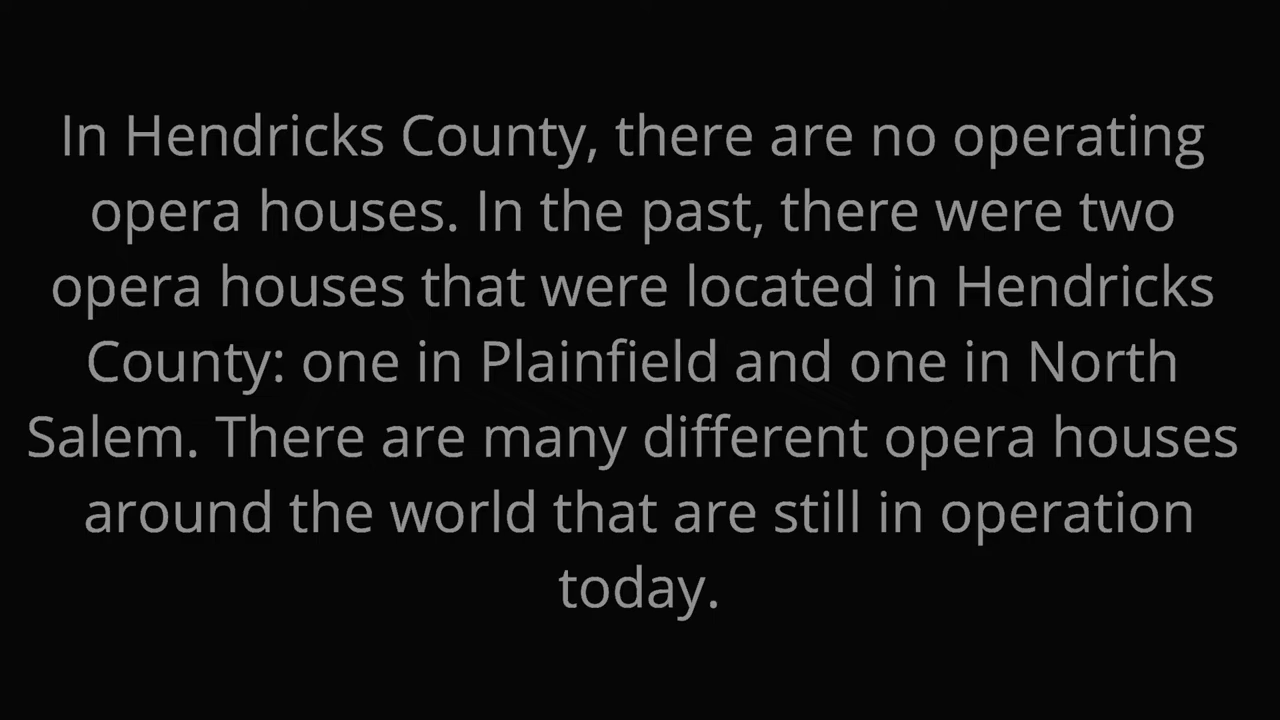 In Hendricks County, there are no operating
opera houses. In the past, there were two
opera houses that were located in Hendricks
County: one in Plainfield and one in North
Salem. There are many different opera houses
around the world that are still in operation
today.